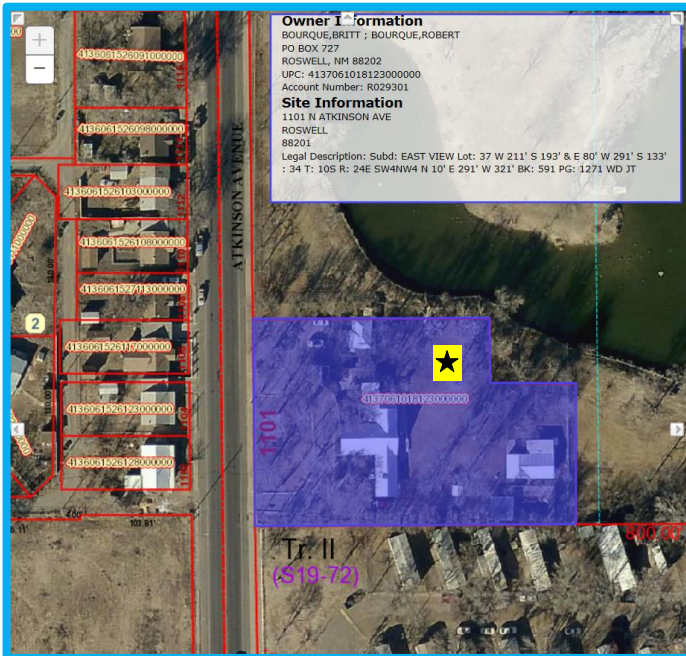 Owner Information
BOURQUE,BRITT ; BOURQUE,ROBERT
PO BOX 727
ROSWELL, NM 88202
UPC: 4137061018123000000
Account Number: R029301
Site Information
1101 N ATKINSON AVE
ROSWELL
88201
Legal Description: Subd: EAST VIEW Lot: 37 W 211' S 193' & E 80' W 291' S 133'
: 34 T: 10S R: 24E SW4NW4 N 10' E 291' W 321' BK: 591 PG: 1271 WD JT
+
−
4136061526091000000
4136061526098000000
4136061526103000000
4136061526108000000
4136061527113000000
4136061526117000000
4136061526123000000
4136061526128000000
ATKINSON AVENUE
2
4137061018123000000
1101
4.00'
103.81'
Tr. II
(S19-72)
800.00'